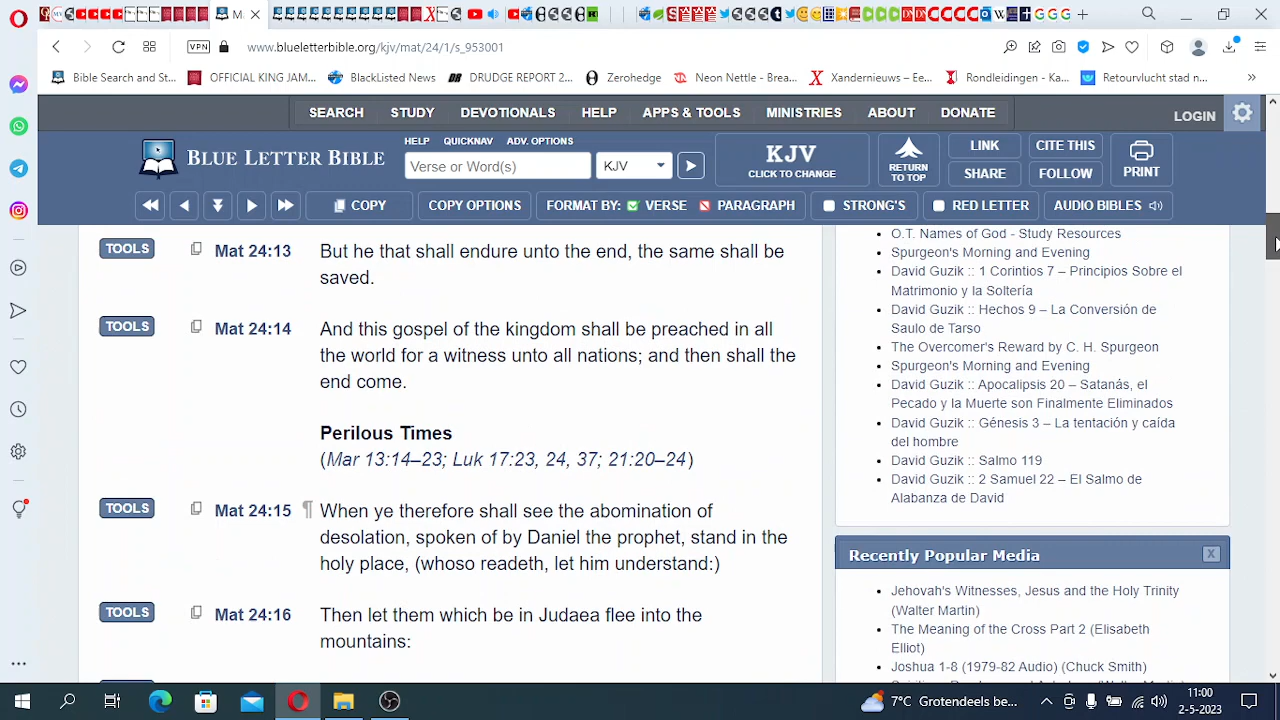 www.blueletterbible.org/kjv/mat/24/1/s_953001
VPN
Bible Search and St...
OFFICIAL KING JAM...
BlackListed News
DRUDGE REPORT 2...
Zerohedge
Neon Nettle - Brea...
Xandernieuws – Ee...
Rondleidingen - Ka...
Retourvlucht stad n...
SEARCH
STUDY
DEVOTIONALS
HELP
APPS & TOOLS
MINISTRIES
ABOUT
DONATE
LOGIN
BLUE LETTER BIBLE
HELP
QUICKNAV
ADV. OPTIONS
Verse or Word(s)
KJV
KJV
CLICK TO CHANGE
RETURN
TO TOP
LINK
CITE THIS
SHARE
FOLLOW
PRINT
COPY
COPY OPTIONS
FORMAT BY: VERSE PARAGRAPH
STRONG'S
RED LETTER
AUDIO BIBLES
TOOLS
Mat 24:13
But he that shall endure unto the end, the same shall be
saved.
TOOLS
Mat 24:14
And this gospel of the kingdom shall be preached in all
the world for a witness unto all nations; and then shall the
end come.
Perilous Times
(Mar 13:14–23; Luk 17:23, 24, 37; 21:20–24)
TOOLS
Mat 24:15
¶ When ye therefore shall see the abomination of
desolation, spoken of by Daniel the prophet, stand in the
holy place, (whoso readeth, let him understand:)
TOOLS
Mat 24:16
Then let them which be in Judaea flee into the
mountains:
O.T. Names of God - Study Resources
Spurgeon's Morning and Evening
David Guzik :: 1 Corintios 7 – Principios Sobre el
Matrimonio y la Soltería
David Guzik :: Hechos 9 – La Conversión de
Saulo de Tarso
The Overcomer's Reward by C. H. Spurgeon
Spurgeon's Morning and Evening
David Guzik :: Apocalipsis 20 – Satanás, el
Pecado y la Muerte son Finalmente Eliminados
David Guzik :: Génesis 3 – La tentación y caída
del hombre
David Guzik :: Salmo 119
David Guzik :: 2 Samuel 22 – El Salmo de
Alabanza de David
Recently Popular Media
X
Jehovah's Witnesses, Jesus and the Holy Trinity
(Walter Martin)
The Meaning of the Cross Part 2 (Elisabeth
Elliot)
Joshua 1-8 (1979-82 Audio) (Chuck Smith)
7°C Grotendeels be...
11:00
2-5-2023